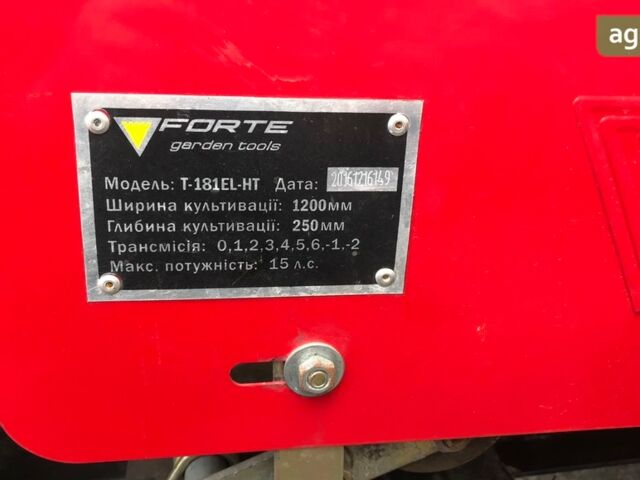 ag
FORTE
garden tools
Модель: Т-181EL-HT Дата: 20161216149
Ширина культивації: 1200мм
Глибина культивації: 250мм
Трансмісія: 0,1,2,3,4,5,6,-1,-2
Макс. потужність: 15 л.с.